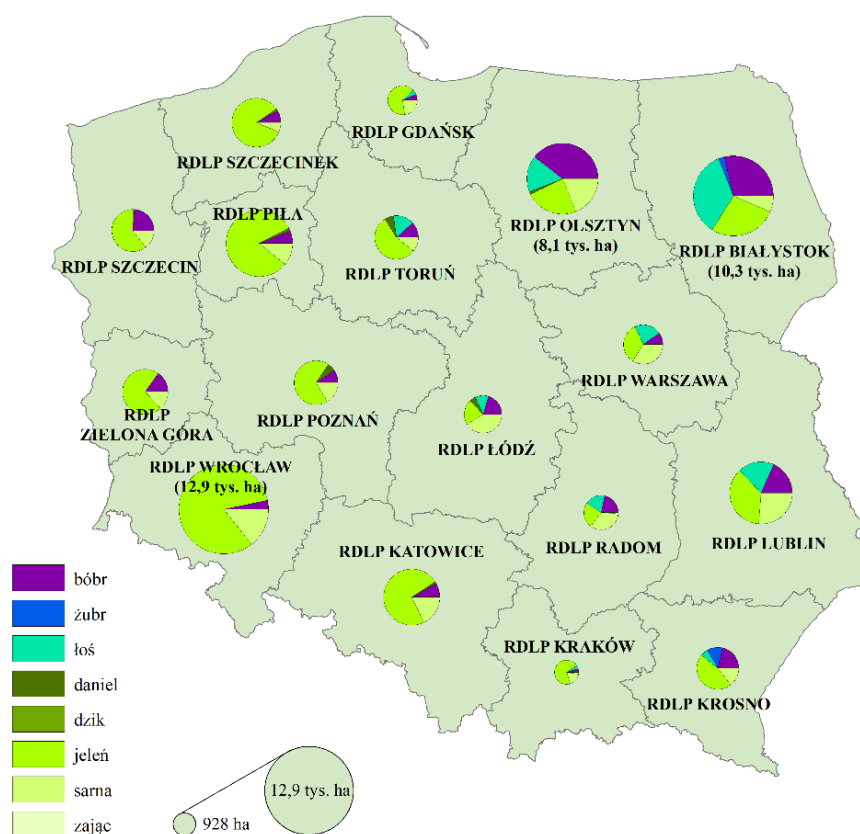 RDLP GDAŃSK
RDLP SZCZECINEK
RDLP PIŁA
RDLP OLSZTYN
(8,1 tys. ha)
RDLP TORUŃ
RDLP BIAŁYSTOK
(10,3 tys. ha)
RDLP SZCZECIN
RDLP WARSZAWA
RDLP
ZIELONA GÓRA
RDLP POZNAŃ
RDLP ŁÓDŹ
RDLP WROCŁAW
(12,9 tys. ha)
RDLP RADOM
RDLP LUBLIN
RDLP KATOWICE
RDLP KRAKÓW
RDLP KROSNO
bóbr
żubr
łoś
daniel
dzik
jeleń
sarna
zając
12,9 tys. ha
928 ha